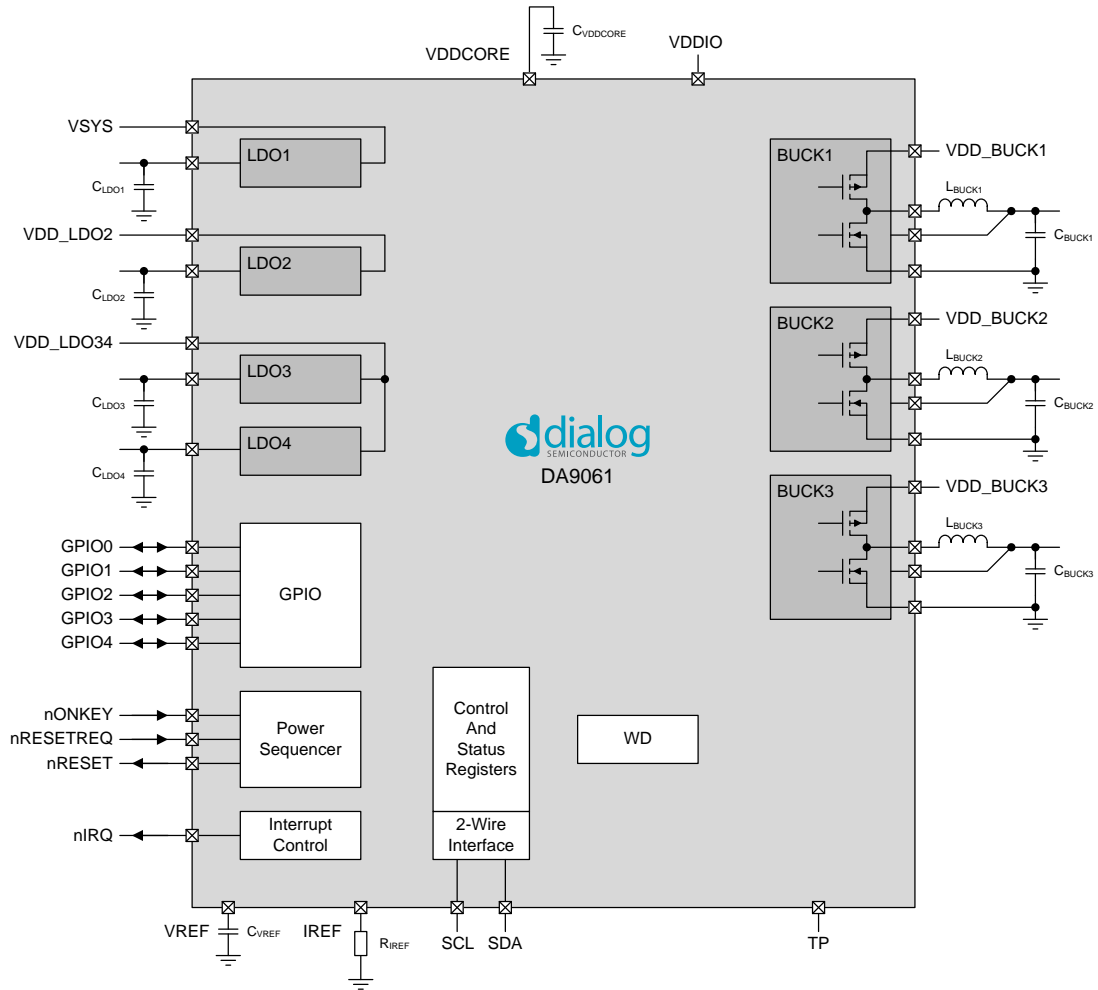 CVDDCORE
VDDCORE
VDDIO
VSYS
LDO1
CLDO1
VDD_LDO2
LDO2
CLDO2
VDD_LDO34
LDO3
CLDO3
LDO4
CLDO4
BUCK1
VDD_BUCK1
LBUCK1
CBUCK1
BUCK2
VDD_BUCK2
LBUCK2
CBUCK2
BUCK3
VDD_BUCK3
LBUCK3
CBUCK3
dialog
SEMICONDUCTOR
DA9061
GPIO0
GPIO1
GPIO2
GPIO3
GPIO4
GPIO
nONKEY
nRESETREQ
nRESET
Power
Sequencer
nIRQ
Interrupt
Control
Control
And
Status
Registers
2-Wire
Interface
WD
VREF
CVREF
IREF
RIREF
SCL
SDA
TP